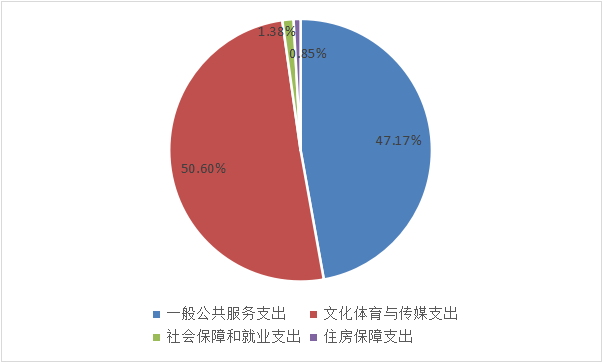 1.38%
0.85%
47.17%
50.60%
一般公共服务支出 文化体育与传媒支出
社会保障和就业支出 住房保障支出